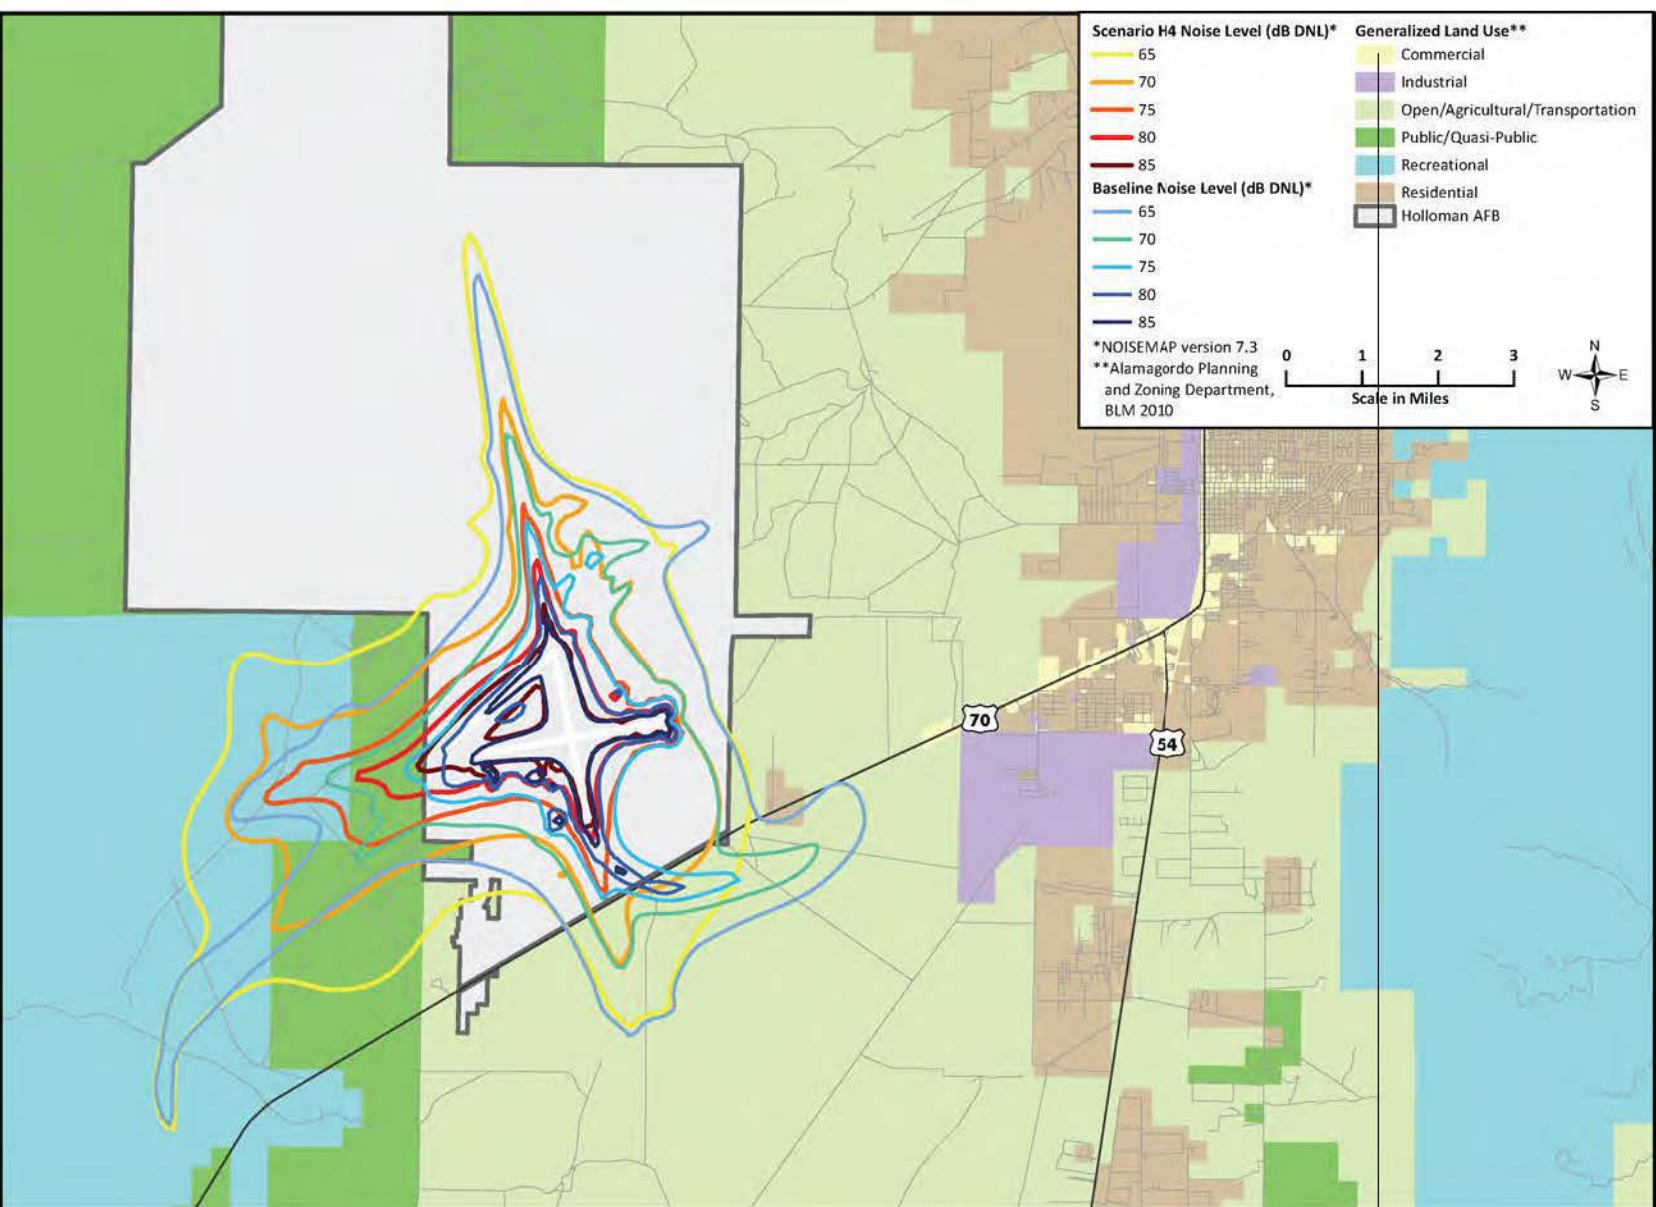 Scenario H4 Noise Level (dB DNL)*
65
70
75
80
85
Baseline Noise Level (dB DNL)*
65
70
75
80
85
*NOISEMAP version 7.3
**Alamagordo Planning
and Zoning Department,
BLM 2010
Generalized Land Use**
Commercial
Industrial
Open/Agricultural/Transportation
Public/Quasi-Public
Recreational
Residential
Holloman AFB
0 1 2 3
Scale in Miles
N
W E
S
70
54